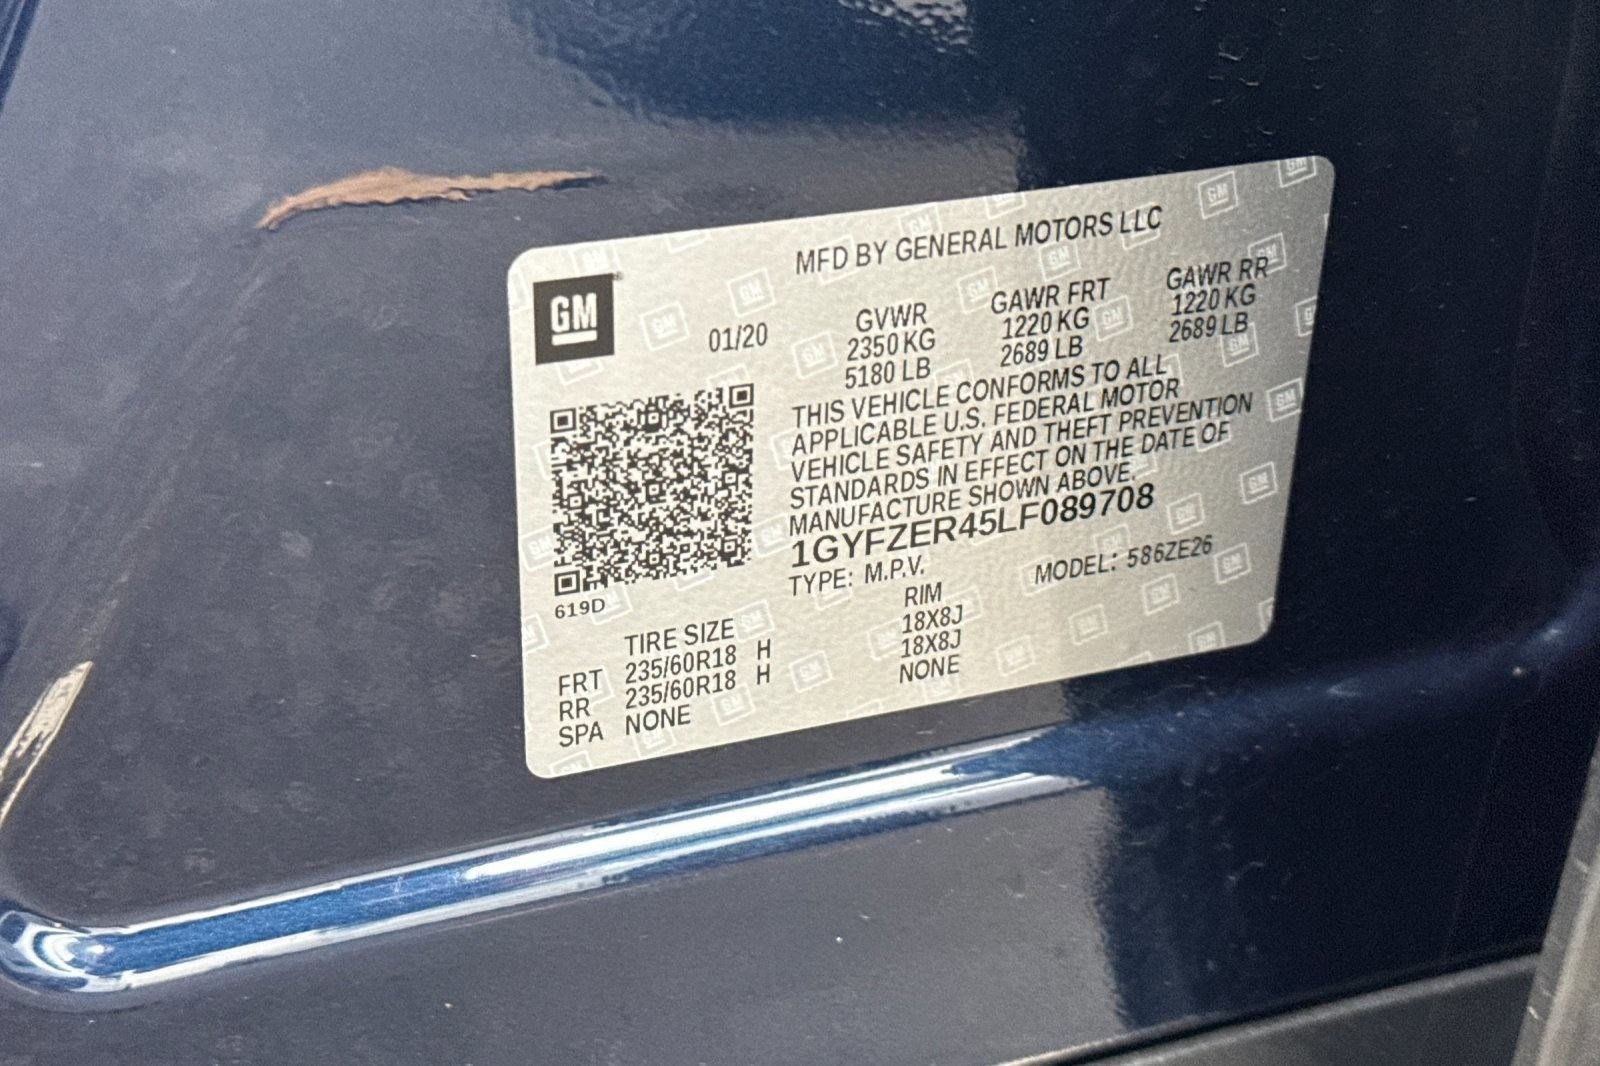 MFD BY GENERAL MOTORS LLC
GM
01/20
GVWR GAWR FRT GAWR RR
2350 KG 1220 KG 1220 KG
5180 LB 2689 LB 2689 LB
THIS VEHICLE CONFORMS TO ALL
APPLICABLE U.S. FEDERAL MOTOR
VEHICLE SAFETY AND THEFT PREVENTION
STANDARDS IN EFFECT ON THE DATE OF
MANUFACTURE SHOWN ABOVE.
1GYFZER45LF089708
TYPE: M.P.V. MODEL: 586ZE26
619D
TIRE SIZE RIM
FRT 235/60R18 H 18X8J
RR 235/60R18 H 18X8J
SPA NONE NONE